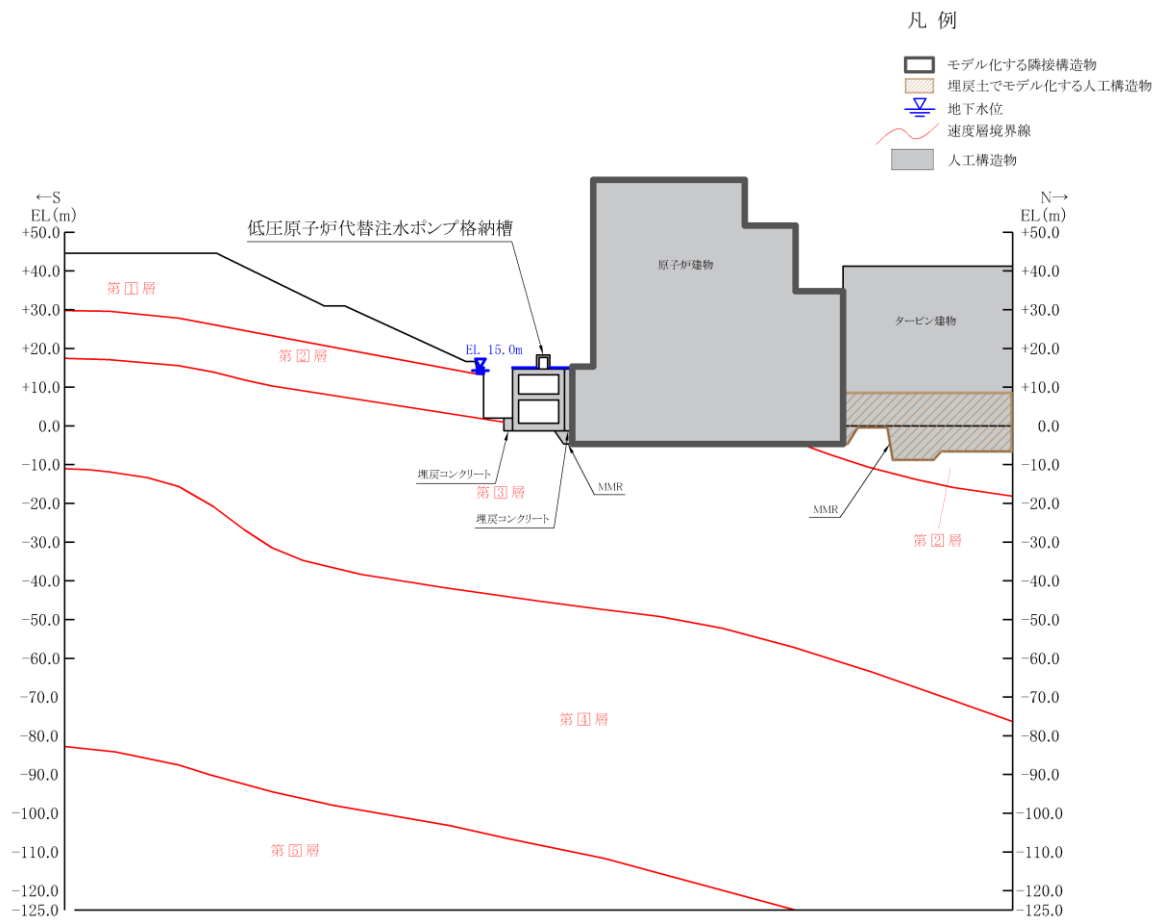 凡 例
モデル化する隣接構造物
埋戻土でモデル化する人工構造物
地下水位
速度層境界線
人工構造物
←S
EL(m)
N→
EL(m)
+50.0
+40.0
+30.0
+20.0
+10.0
0.0
-10.0
-20.0
-30.0
-40.0
-50.0
-60.0
-70.0
-80.0
-90.0
-100.0
-110.0
-120.0
-125.0
低圧原子炉代替注水ポンプ格納槽
原子炉建物
タービン建物
第1層
第2層
EL 15.0m
埋戻コンクリート
第3層
埋戻コンクリート
MMR
MMR
第2層
第4層
第5層
+50.0
+40.0
+30.0
+20.0
+10.0
0.0
-10.0
-20.0
-30.0
-40.0
-50.0
-60.0
-70.0
-80.0
-90.0
-100.0
-110.0
-120.0
-125.0